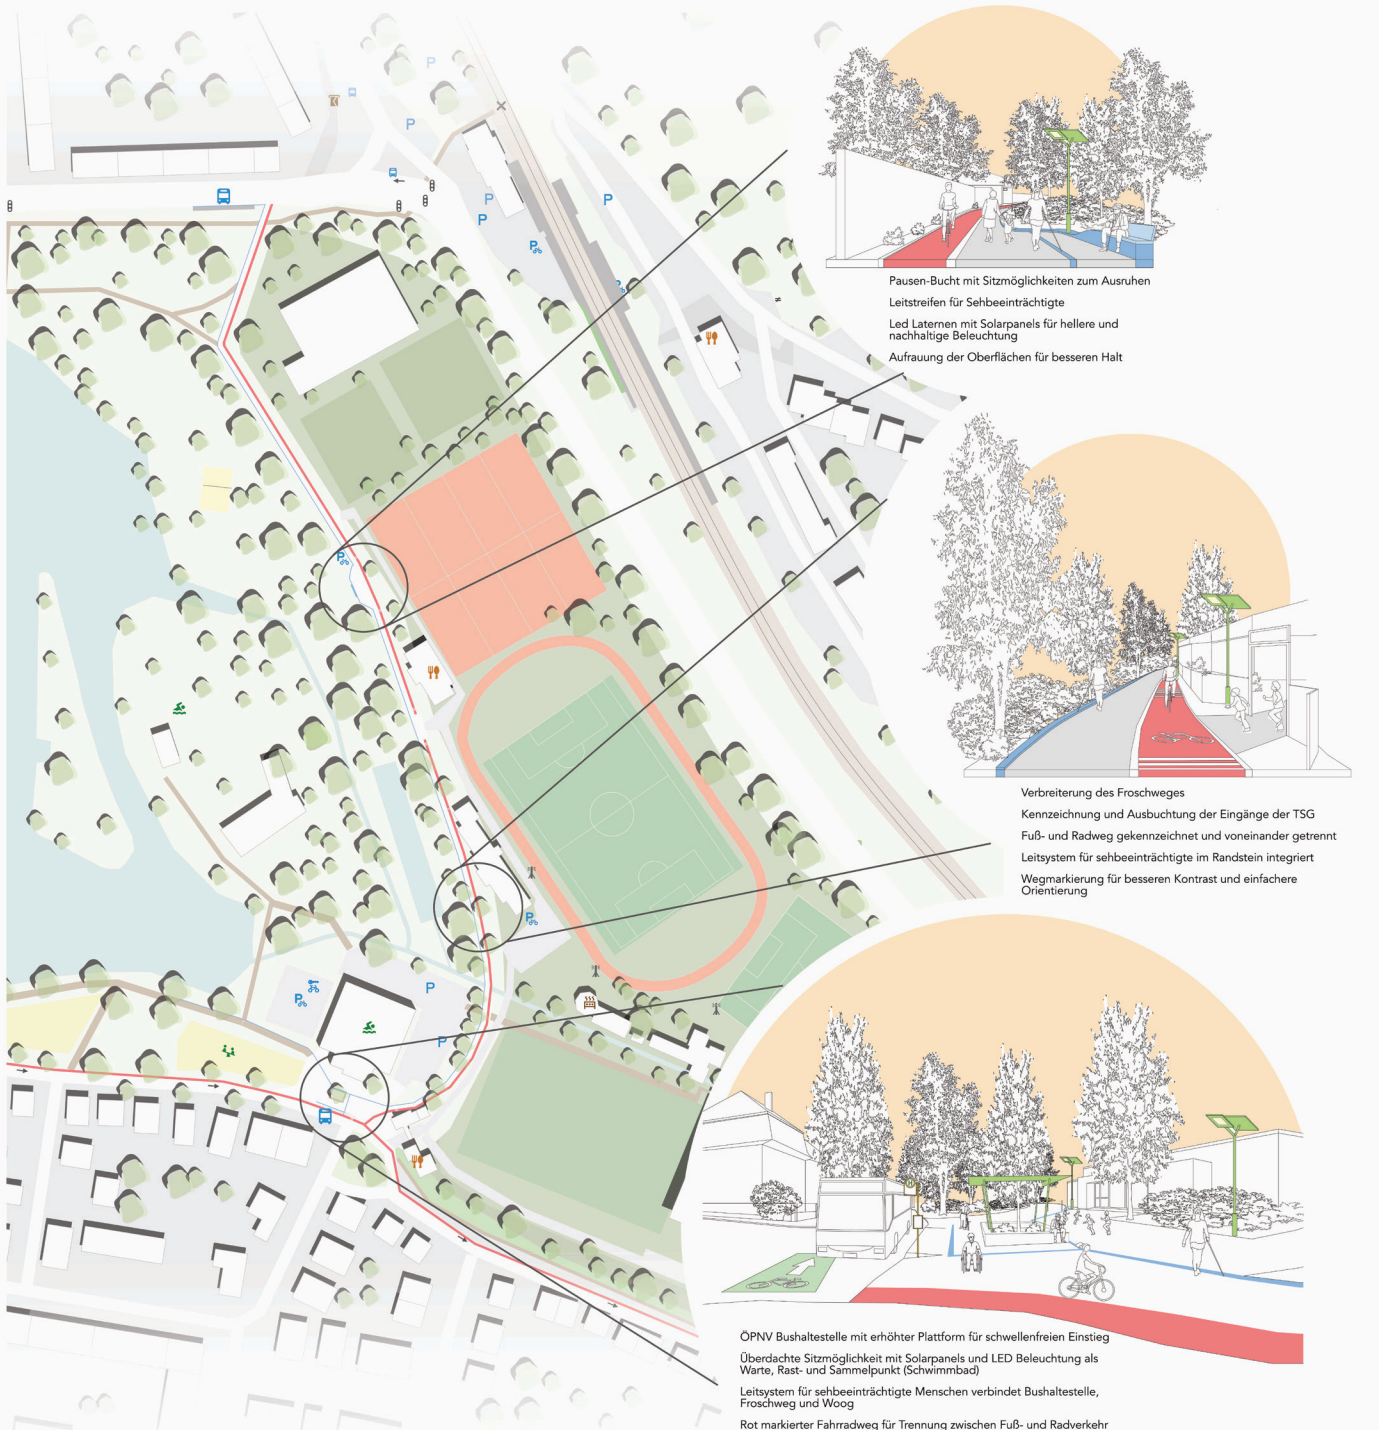 P
P
P
P
P
P
P
Pausen-Bucht mit Sitzmöglichkeiten zum Ausruhen
Leitstreifen für Sehbeeinträchtigte
Led Laternen mit Solarpanels für hellere und
nachhaltige Beleuchtung
Aufrauung der Oberflächen für besseren Halt
P
Verbreiterung des Froschweges
Kennzeichnung und Ausbuchtung der Eingänge der TSG
Fuß- und Radweg gekennzeichnet und voneinander getrennt
Leitsystem für sehbeeinträchtigte im Randstein integriert
Wegmarkierung für besseren Kontrast und einfachere
Orientierung
P
P
P
P
H
ÖPNV Bushaltestelle mit erhöhter Plattform für schwellenfreien Einstieg
Überdachte Sitzmöglichkeit mit Solarpanels und LED Beleuchtung als
Warte, Rast- und Sammelpunkt (Schwimmbad)
Leitsystem für sehbeeinträchtigte Menschen verbindet Bushaltestelle,
Froschweg und Woog
Rot markierter Fahrradweg für Trennung zwischen Fuß- und Radverkehr